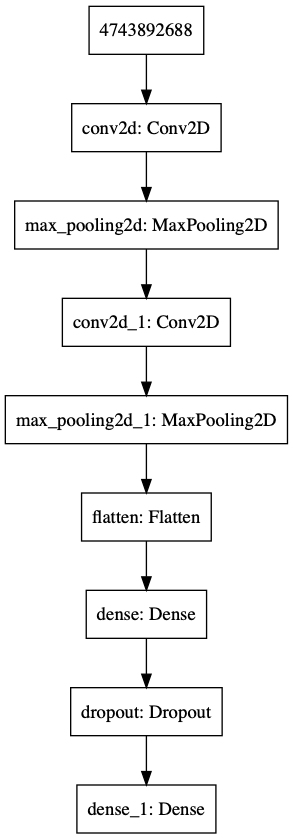 4743892688
conv2d: Conv2D
max_pooling2d: MaxPooling2D
conv2d_1: Conv2D
max_pooling2d_1: MaxPooling2D
flatten: Flatten
dense: Dense
dropout: Dropout
dense_1: Dense